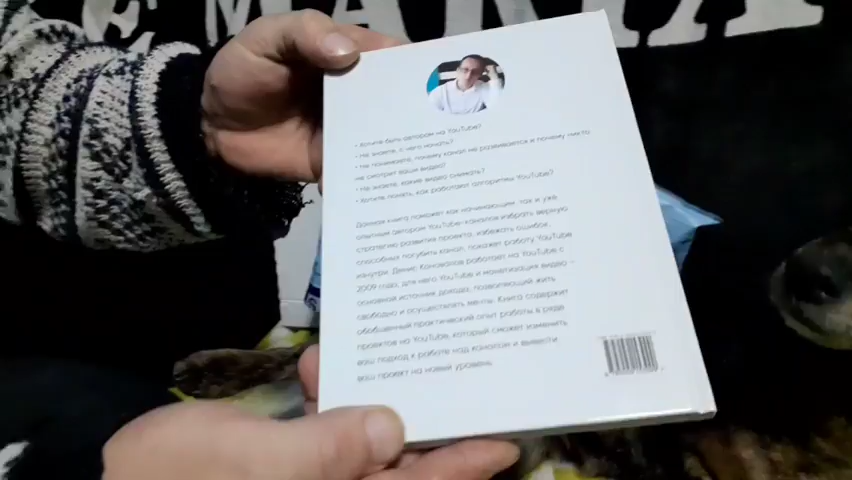 • Хотите быть автором на YouTube?
• Не знаете, с чего начать?
• Не понимаете, почему канал не развивается и почему никто
не смотрит ваши видео?
• Не знаете, какие видео снимать?
• Хотите понять, как работают алгоритмы YouTube?
Данная книга поможет как начинающим, так и уже
опытным авторам YouTube-каналов избрать верную
стратегию развития проекта, избежать ошибок,
способных погубить канал, покажет работу YouTube
изнутри. Денис Коновалов работает на YouTube с
2009 года, для него YouTube и монетизация видео –
основной источник дохода, позволяющий жить
свободно и осуществлять мечты. Книга содержит
обобщенный практический опыт работы в ряде
проектов на YouTube, который сможет изменить
ваш подход к работе над каналом и вывести
ваш проект на новый уровень.